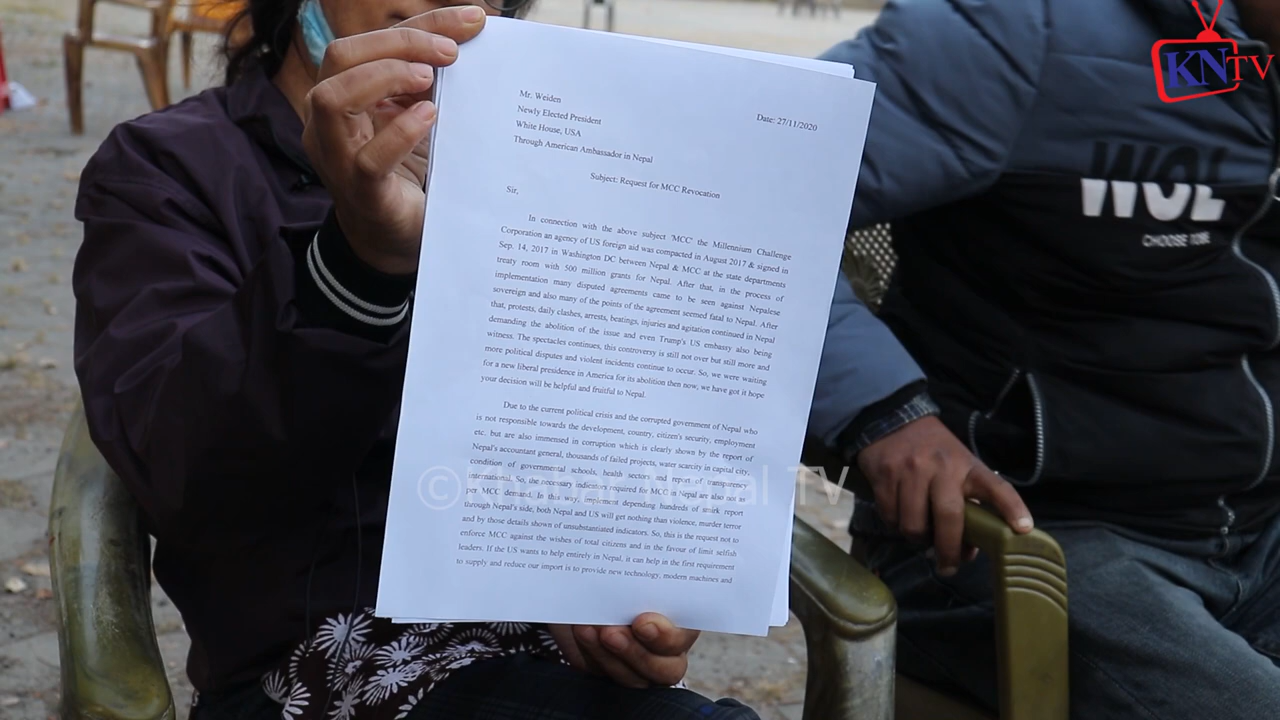 KNTV
Mr. Weiden
Date: 27/11/2020
Newly Elected President
White House, USA
Through American Ambassador in Nepal
Subject: Request for MCC Revocation
Sir,
In connection with the above subject 'MCC' the Millennium Challenge
Corporation an agency of US foreign aid was compacted in August 2017 & signed in
Sep. 14, 2017 in Washington DC between Nepal & MCC at the state departments
treaty room with 500 million grants for Nepal. After that, in the process of
implementation many disputed agreements came to be seen against Nepalese
sovereign and also many of the points of the agreement seemed fatal to Nepal. After
that, protests, daily clashes, arrests, beatings, injuries and agitation continued in Nepal
demanding the abolition of the issue and even Trump's US embassy also being
witness. The spectacles continues, this controversy is still not over but still more and
more political disputes and violent incidents continue to occur. So, we were waiting
for a new liberal presidence in America for its abolition then now; we have got it hope
your decision will be helpful and fruitful to Nepal.
Due to the current political crisis and the corrupted government of Nepal who
is not responsible towards the development, country, citizen's security, employment
etc. but are also immensed in corruption which is clearly shown by the report of
Nepal's accountant general, thousands of failed projects, water scarcity in capital city,
condition of governmental schools, health sectors and report of transparency
international. So, the necessary indicators required for MCC in Nepal are also not as
per MCC demand. In this way, implement depending hundreds of smirk report
through Nepal's side, both Nepal and US will get nothing than violence, murder terror
and by those details shown of unsubstantiated indicators. So, this is the request not to
enforce MCC against the wishes of total citizens and in the favour of limit selfish
leaders. If the US wants to help entirely in Nepal, it can help in the first requirement
to supply and reduce our import is to provide new technology, modern machines and
WOL
CHOOSE TO BE
© TV